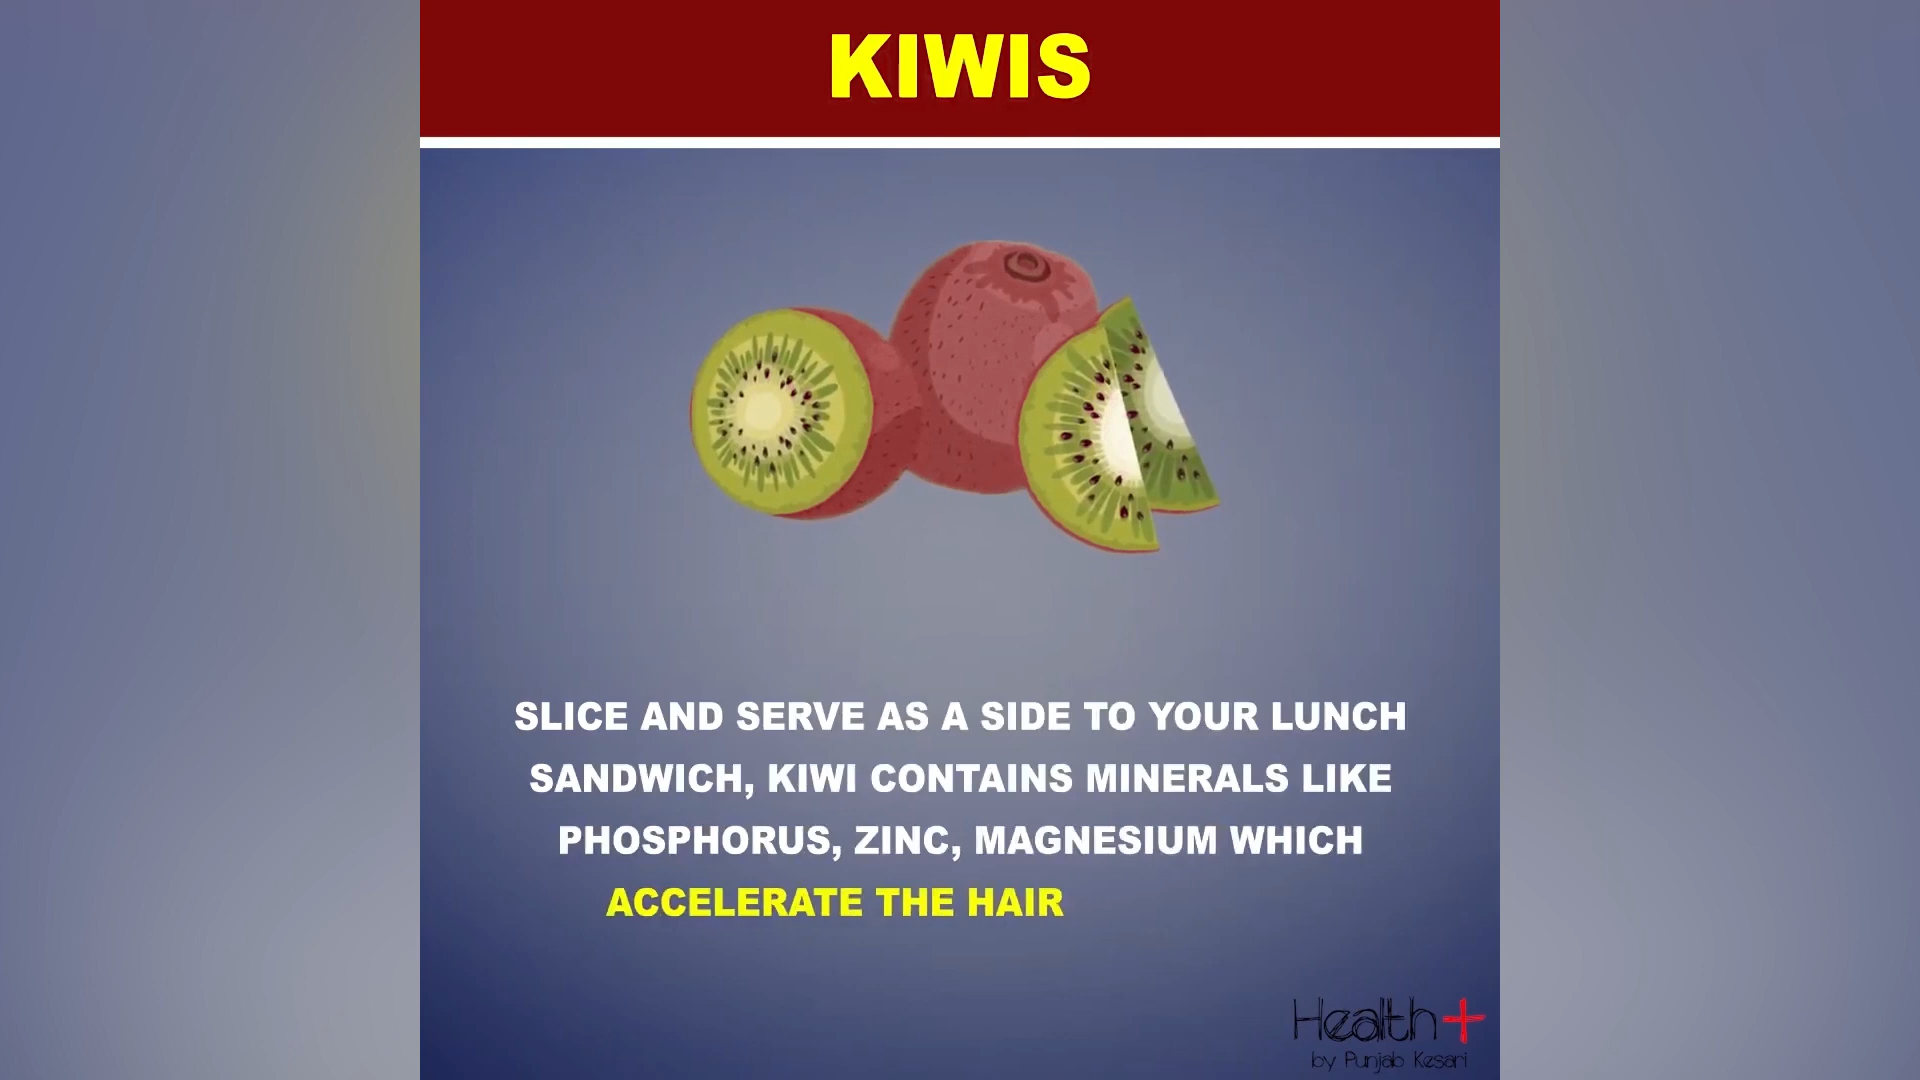 KIWIS
SLICE AND SERVE AS A SIDE TO YOUR LUNCH
SANDWICH, KIWI CONTAINS MINERALS LIKE
PHOSPHORUS, ZINC, MAGNESIUM WHICH
ACCELERATE THE HAIR
Health+
by Punjab Kesari